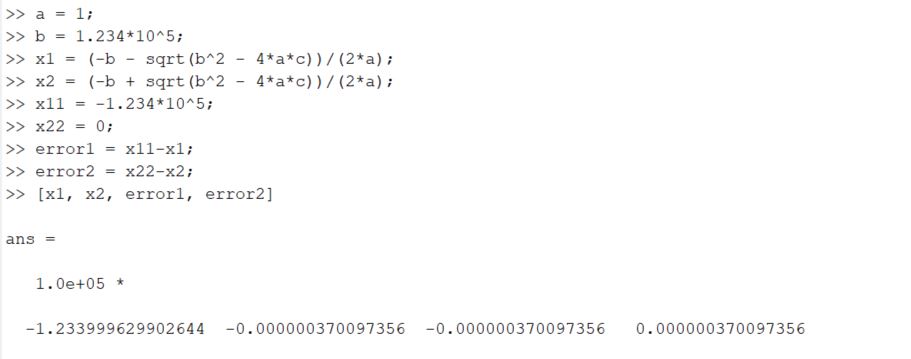 >> a = 1;
>> b = 1.234*10^5;
>> x1 = (-b - sqrt(b^2 - 4*a*c))/(2*a);
>> x2 = (-b + sqrt(b^2 - 4*a*c))/(2*a);
>> x11 = -1.234*10^5;
>> x22 = 0;
>> error1 = x11-x1;
>> error2 = x22-x2;
>> [x1, x2, error1, error2]
ans =
1.0e+05 *
-1.233999629902644 -0.000000370097356 -0.000000370097356 0.000000370097356